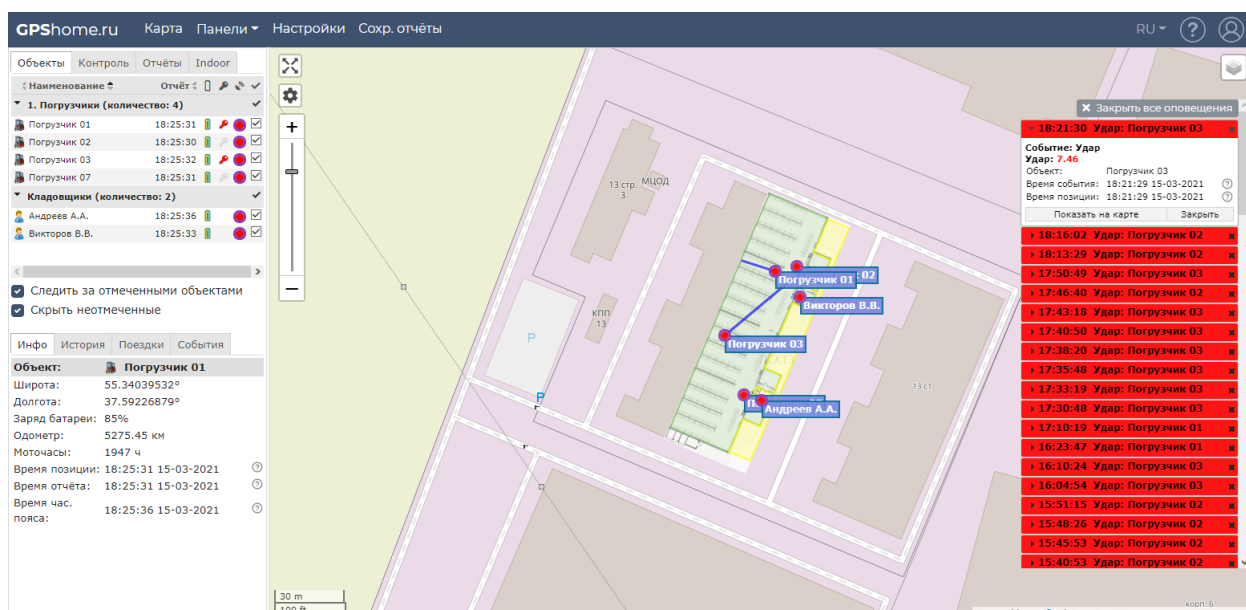 GPShome.ru Карта Панели Настройки Сохр. отчёты RU ?
Объекты Контроль Отчёты Indoor
Наименование Отчёт
1. Погрузчики (количество: 4)
Погрузчик 01 18:25:31
Погрузчик 02 18:25:30
Погрузчик 03 18:25:32
Погрузчик 07 18:25:31
Кладовщики (количество: 2)
Андреев А.А. 18:25:36
Викторов В.В. 18:25:33
Следить за отмеченными объектами
Скрыть неотмеченные
Инфо История Поездки События
Объект: Погрузчик 01
Широта: 55.34039532°
Долгота: 37.59226879°
Заряд батареи: 85%
Одометр: 5275.45 км
Моточасы: 1947 ч
Время позиции: 18:25:31 15-03-2021 ?
Время отчёта: 18:25:31 15-03-2021 ?
Время час. пояса: 18:25:36 15-03-2021 ?
+
−
13 стр. 3
МЦОД
КПП
13
P
P
13 с1
02
Погрузчик 01
Викторов В.В.
Погрузчик 03
Андреев А.А.
30 m
100 ft
корп. 6
Закрыть все оповещения
18:21:30 Удар: Погрузчик 03
Событие: Удар
Удар: 7.46
Объект: Погрузчик 03
Время события: 18:21:29 15-03-2021 ?
Время позиции: 18:21:29 15-03-2021 ?
Показать на карте Закрыть
18:16:02 Удар: Погрузчик 02
18:13:29 Удар: Погрузчик 02
17:50:49 Удар: Погрузчик 03
17:46:40 Удар: Погрузчик 02
17:43:18 Удар: Погрузчик 03
17:40:50 Удар: Погрузчик 03
17:38:20 Удар: Погрузчик 03
17:35:48 Удар: Погрузчик 03
17:33:19 Удар: Погрузчик 03
17:30:48 Удар: Погрузчик 03
17:10:19 Удар: Погрузчик 01
16:23:47 Удар: Погрузчик 01
16:10:24 Удар: Погрузчик 03
16:04:54 Удар: Погрузчик 03
15:51:15 Удар: Погрузчик 02
15:48:26 Удар: Погрузчик 02
15:45:53 Удар: Погрузчик 02
15:40:53 Удар: Погрузчик 02